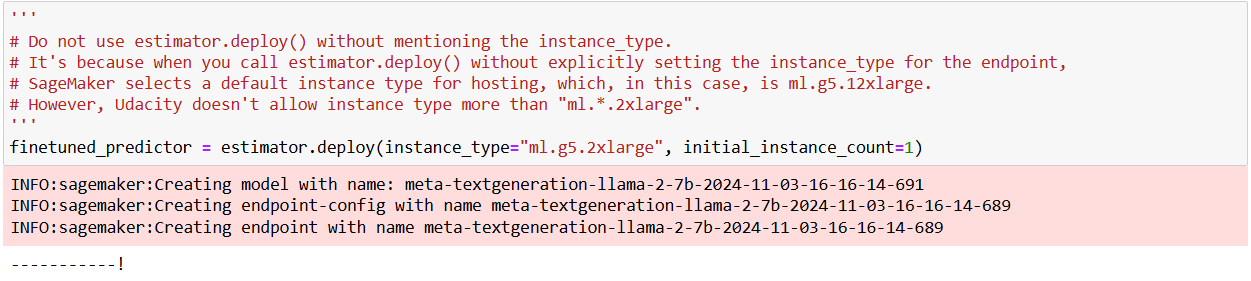 '''
# Do not use estimator.deploy() without mentioning the instance_type.
# It's because when you call estimator.deploy() without explicitly setting the instance_type for the endpoint,
# SageMaker selects a default instance type for hosting, which, in this case, is ml.g5.12xlarge.
# However, Udacity doesn't allow instance type more than "ml.*.2xlarge".
'''
finetuned_predictor = estimator.deploy(instance_type="ml.g5.2xlarge", initial_instance_count=1)
INFO:sagemaker:Creating model with name: meta-textgeneration-llama-2-7b-2024-11-03-16-16-14-691
INFO:sagemaker:Creating endpoint-config with name meta-textgeneration-llama-2-7b-2024-11-03-16-16-14-689
INFO:sagemaker:Creating endpoint with name meta-textgeneration-llama-2-7b-2024-11-03-16-16-14-689
-----------!